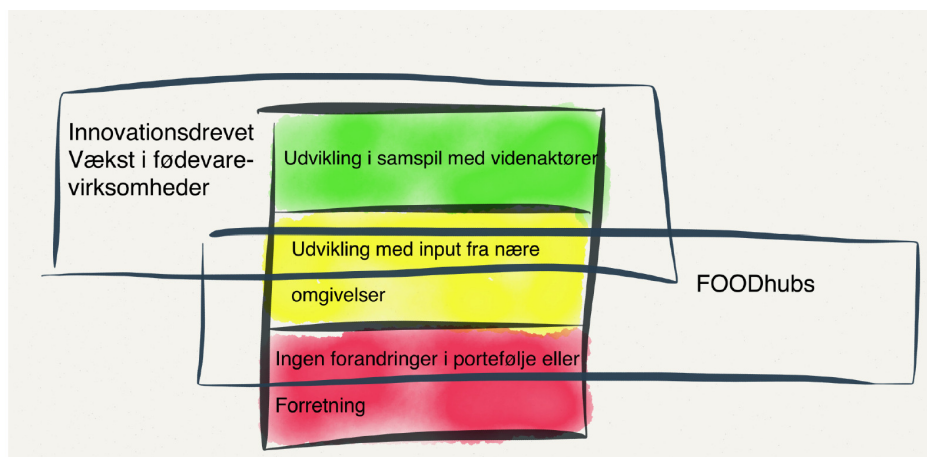 Innovationsdrevet
Vækst i fødevare-
virksomheder
Udvikling i samspil med videnaktører
Udvikling med input fra nære
omgivelser
FOODhubs
Ingen forandringer i portefølje eller
Forretning